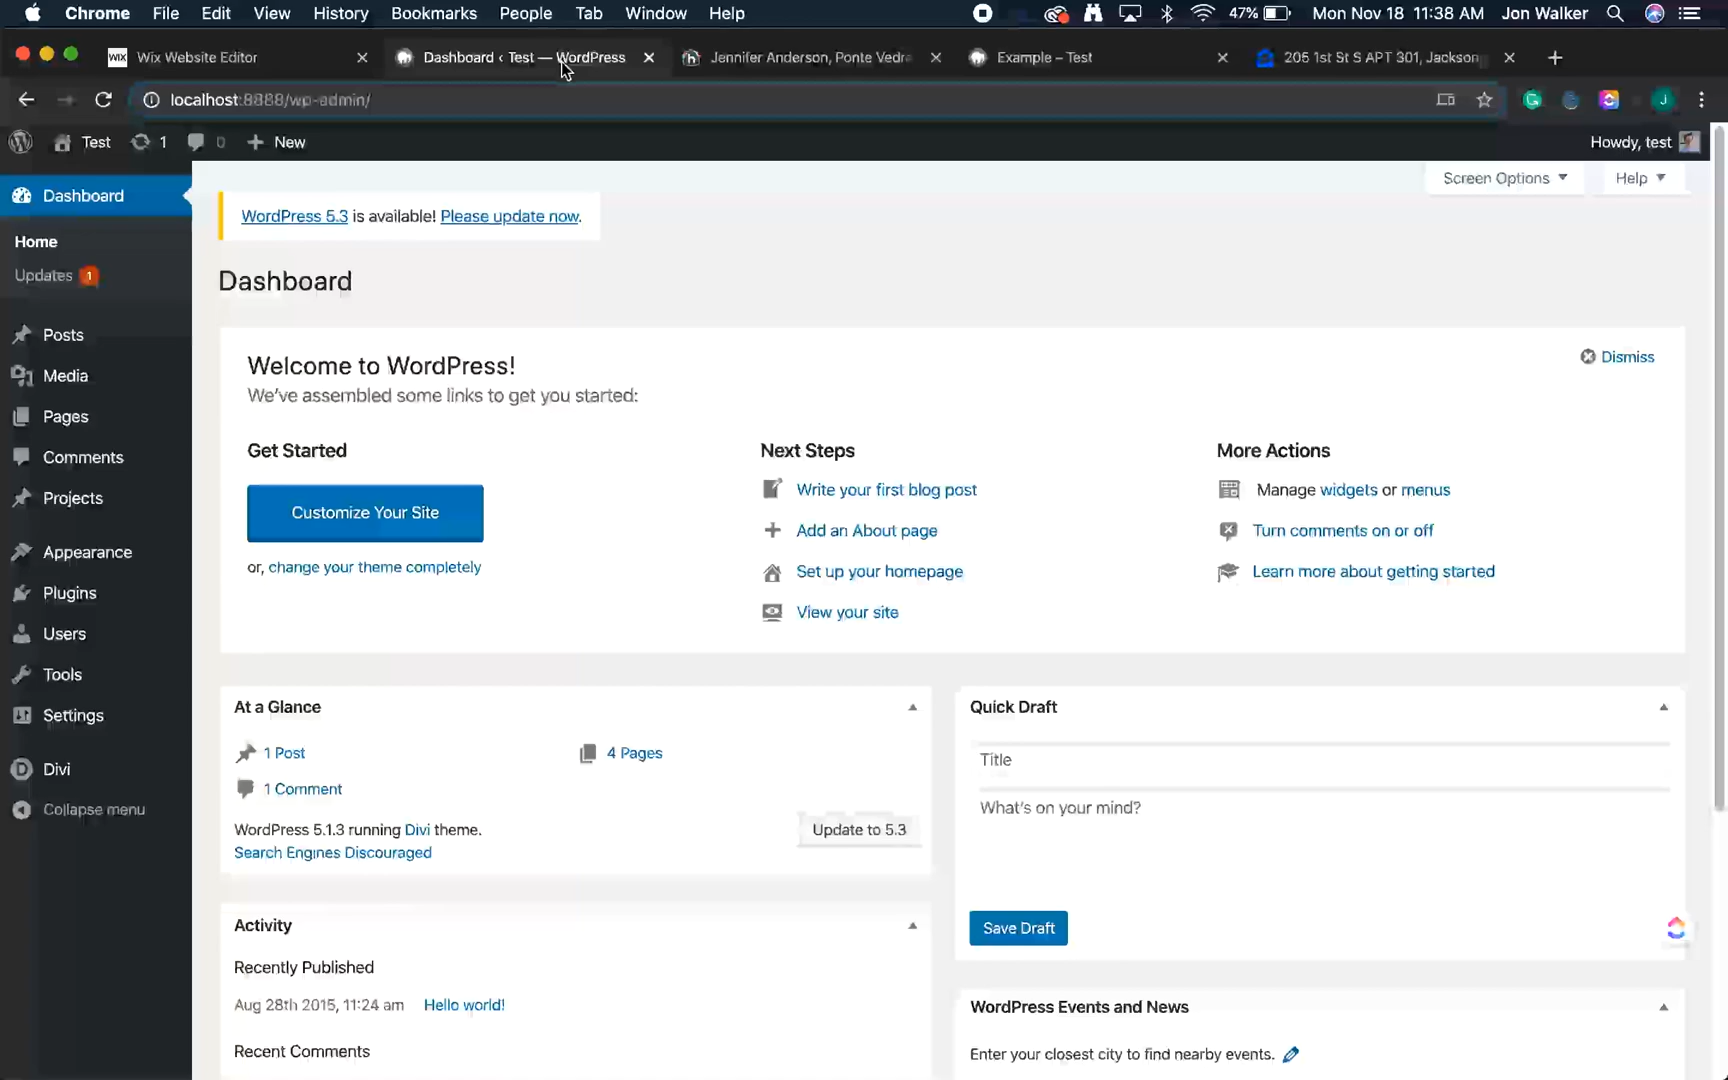 Chrome File Edit View History Bookmarks People Tab Window Help 47% Mon Nov 18 11:38 AM Jon Walker
WIX Wix Website Editor Dashboard ‹ Test — WordPress Jennifer Anderson, Ponte Vedra Example – Test 205 1st St S APT 301, Jackson
localhost:8888/wp-admin/ J
Test 1 0 New Howdy, test
Dashboard
Screen Options Help
WordPress 5.3 is available! Please update now.
Home
Updates 1
Dashboard
Posts
Media
Pages
Comments
Projects
Appearance
Plugins
Users
Tools
Settings
D Divi
Collapse menu
Welcome to WordPress!
Dismiss
We've assembled some links to get you started:
Get Started
Customize Your Site
or, change your theme completely
Next Steps
Write your first blog post
Add an About page
Set up your homepage
View your site
More Actions
Manage widgets or menus
Turn comments on or off
Learn more about getting started
At a Glance
1 Post 4 Pages
1 Comment
WordPress 5.1.3 running Divi theme.
Update to 5.3
Search Engines Discouraged
Activity
Recently Published
Aug 28th 2015, 11:24 am Hello world!
Recent Comments
Quick Draft
Title
What's on your mind?
Save Draft
WordPress Events and News
Enter your closest city to find nearby events.